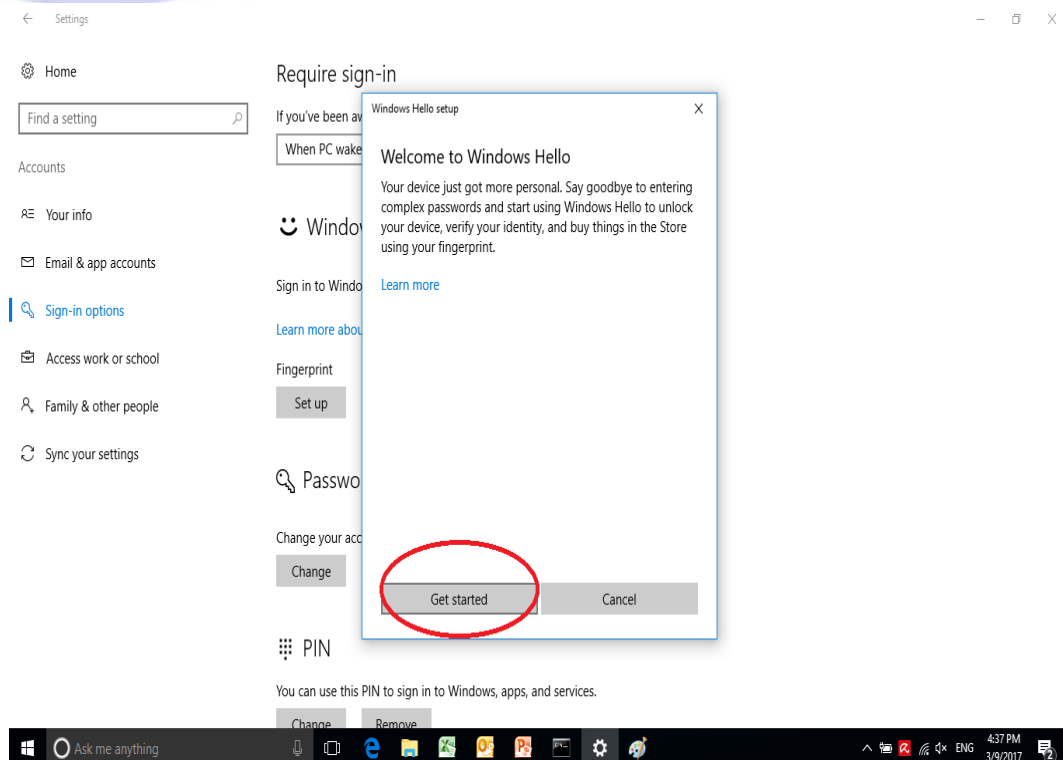 Settings
Home
Find a setting
Accounts
Your info
Email & app accounts
Sign-in options
Access work or school
Family & other people
Sync your settings
Require sign-in
If you've been
When PC wake
Sign in to
Learn more
Fingerprint
Set up
Change your
Change
PIN
You can use this PIN to sign in to Windows, apps, and services.
Change Remove
Windows Hello setup
Welcome to Windows Hello
Your device just got more personal. Say goodbye to entering
complex passwords and start using Windows Hello to unlock
your device, verify your identity, and buy things in the Store
using your fingerprint.
Learn more
Get started Cancel
Ask me anything
ENG
4:37 PM
3/9/2017
2